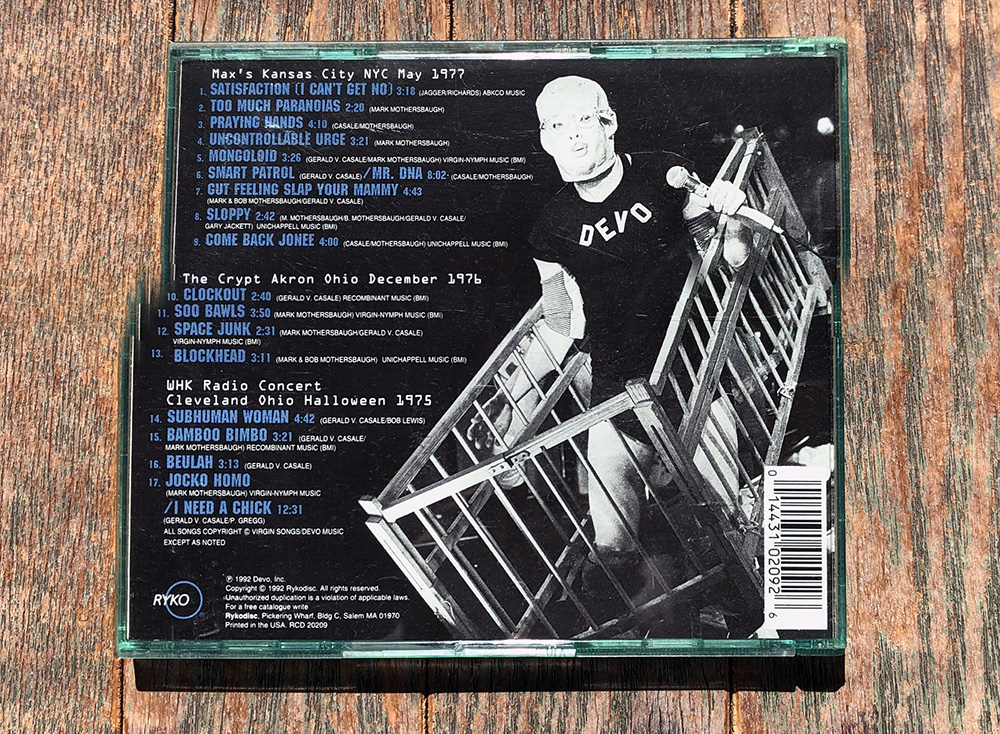 Max's Kansas City NYC May 1977
1. SATISFACTION (I CAN'T GET NO) 3:18 (JAGGER/RICHARDS) ABKCO MUSIC
2. TOO MUCH PARANOIAS 2:20 (MARK MOTHERSBAUGH)
3. PRAYING HANDS 4:10 (CASALE/MOTHERSBAUGH)
4. UNCONTROLLABLE URGE 3:21 (MARK MOTHERSBAUGH)
5. MONGOLOID 3:26 (GERALD V. CASALE/MARK MOTHERSBAUGH) VIRGIN-NYMPH MUSIC (BMI)
6. SMART PATROL (GERALD V. CASALE) /MR. DNA 8:02 (CASALE/MOTHERSBAUGH)
7. GUT FEELING SLAP YOUR MAMMY 4:43
(MARK & BOB MOTHERSBAUGH/GERALD V. CASALE)
8. SLOPPY 2:42 (M. MOTHERSBAUGH/B. MOTHERSBAUGH/GERALD V. CASALE/
GARY JACKETT) UNICHAPPELL MUSIC (BMI)
9. COME BACK JONEE 4:00 (CASALE/MOTHERSBAUGH) UNICHAPPELL MUSIC (BMI)
The Crypt Akron Ohio December 1976
10. CLOCKOUT 2:40 (GERALD V. CASALE) RECOMBINANT MUSIC (BMI)
11. SOO BAWLS 3:50 (MARK MOTHERSBAUGH) VIRGIN-NYMPH MUSIC (BMI)
12. SPACE JUNK 2:31 (MARK MOTHERSBAUGH/GERALD V. CASALE)
VIRGIN-NYMPH MUSIC (BMI)
13. BLOCKHEAD 3:11 (MARK & BOB MOTHERSBAUGH) UNICHAPPELL MUSIC (BMI)
WHK Radio Concert
Cleveland Ohio Halloween 1975
14. SUBHUMAN WOMAN 4:42 (GERALD V. CASALE/BOB LEWIS)
15. BAMBOO BIMBO 3:21 (GERALD V. CASALE/
MARK MOTHERSBAUGH) RECOMBINANT MUSIC (BMI)
16. BEULAH 3:13 (GERALD V. CASALE)
17. JOCKO HOMO
(MARK MOTHERSBAUGH) VIRGIN-NYMPH MUSIC
/I NEED A CHICK 12:31
(GERALD V. CASALE/P. GREGG)
ALL SONGS COPYRIGHT © VIRGIN SONGS/DEVO MUSIC
EXCEPT AS NOTED
RYKO
℗ 1992 Devo, Inc.
Copyright © 1992 Rykodisc. All rights reserved.
Unauthorized duplication is a violation of applicable laws.
For a free catalogue write
Rykodisc, Pickering Wharf, Bldg C, Salem MA 01970
Printed in the USA. RCD 20209
DEVO
0 14431 02092 6